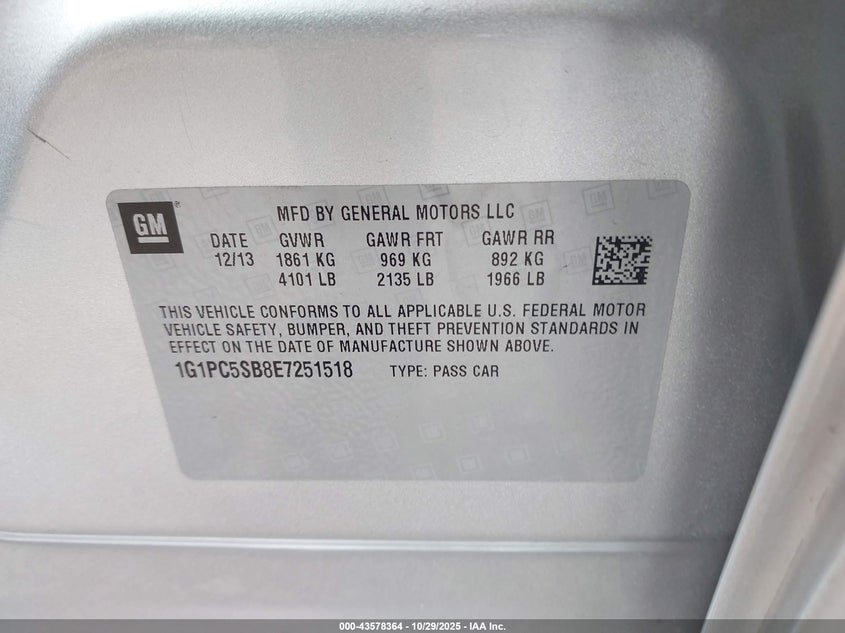 GM
MFD BY GENERAL MOTORS LLC
DATE GVWR GAWR FRT GAWR RR
12/13 1861 KG 969 KG 892 KG
4101 LB 2135 LB 1966 LB
THIS VEHICLE CONFORMS TO ALL APPLICABLE U.S. FEDERAL MOTOR
VEHICLE SAFETY, BUMPER, AND THEFT PREVENTION STANDARDS IN
EFFECT ON THE DATE OF MANUFACTURE SHOWN ABOVE.
1G1PC5SB8E7251518 TYPE: PASS CAR
000-43578364 - 10/29/2025 - IAA Inc.